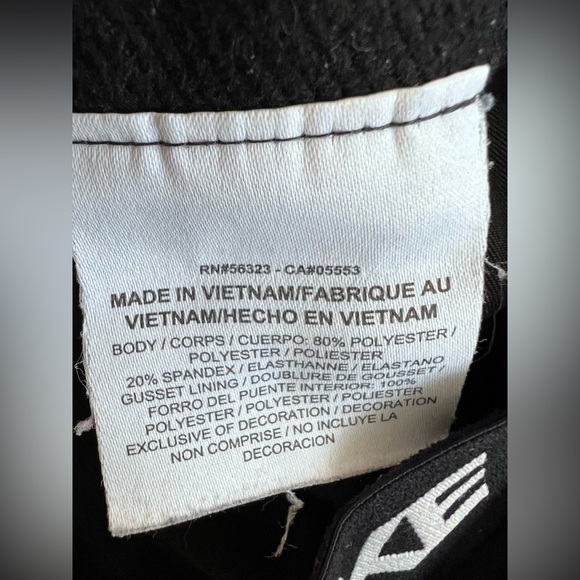 RN#56323 - CA#05553
MADE IN VIETNAM/FABRIQUE AU
VIETNAM/HECHO EN VIETNAM
BODY / CORPS / CUERPO: 80% POLYESTER /
POLYESTER / POLIESTER
20% SPANDEX / ELASTHANNE / ELASTANO
GUSSET LINING / DOUBLURE DE GOUSSET /
FORRO DEL PUENTE INTERIOR: 100%
POLYESTER / POLYESTER / POLIESTER
EXCLUSIVE OF DECORATION / DECORATION
NON COMPRISE / NO INCLUYE LA
DECORACION